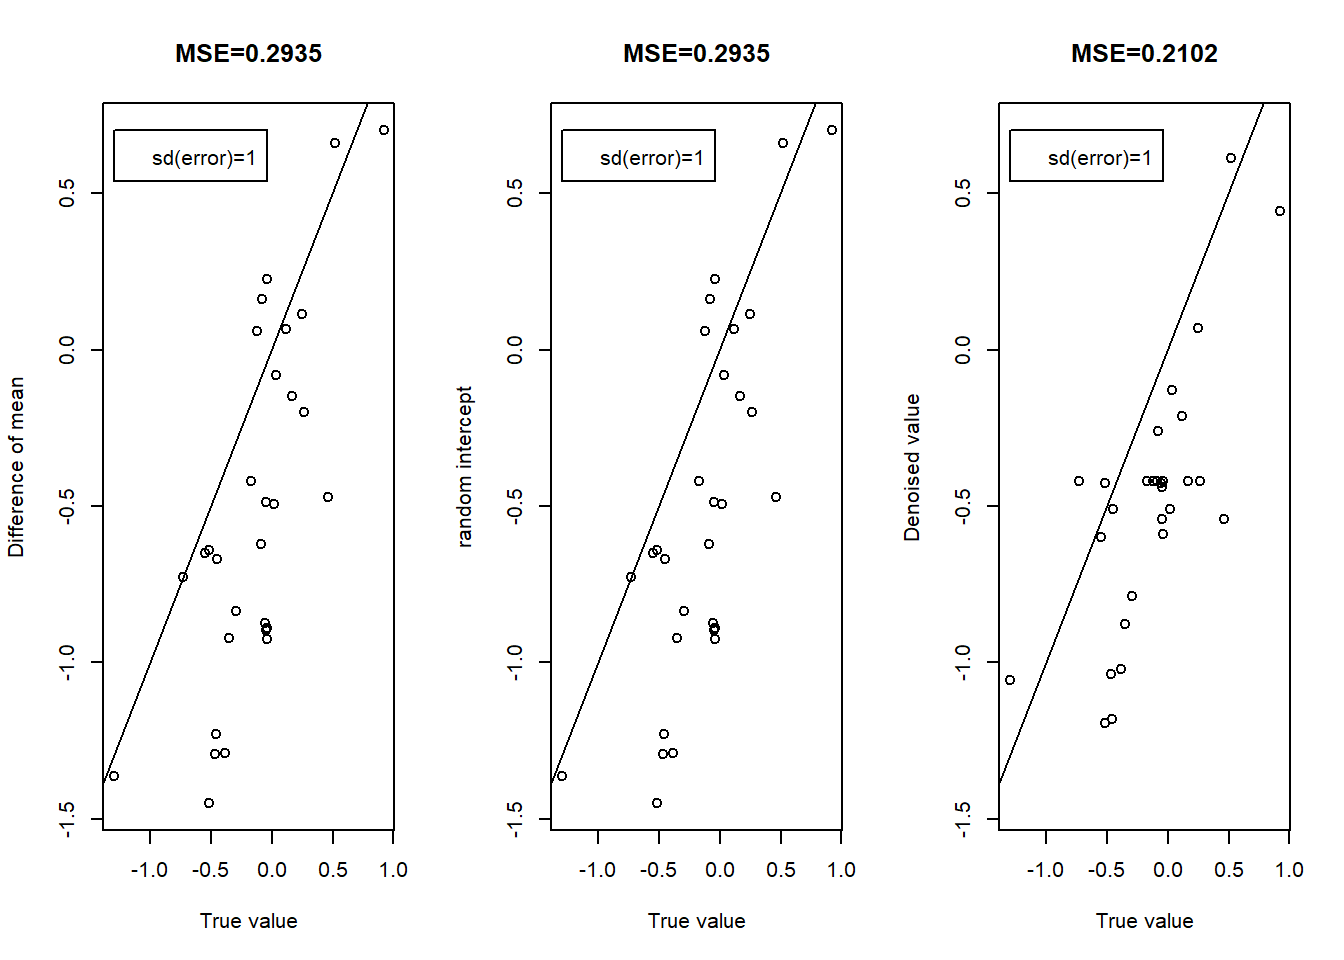 MSE=0.2935
sd(error)=1
Difference of mean
0.5
0.0
-0.5
-1.0
-1.5
-1.0 -0.5 0.0 0.5 1.0
True value
MSE=0.2935
sd(error)=1
random intercept
0.5
0.0
-0.5
-1.0
-1.5
-1.0 -0.5 0.0 0.5 1.0
True value
MSE=0.2102
sd(error)=1
Denoised value
0.5
0.0
-0.5
-1.0
-1.5
-1.0 -0.5 0.0 0.5 1.0
True value